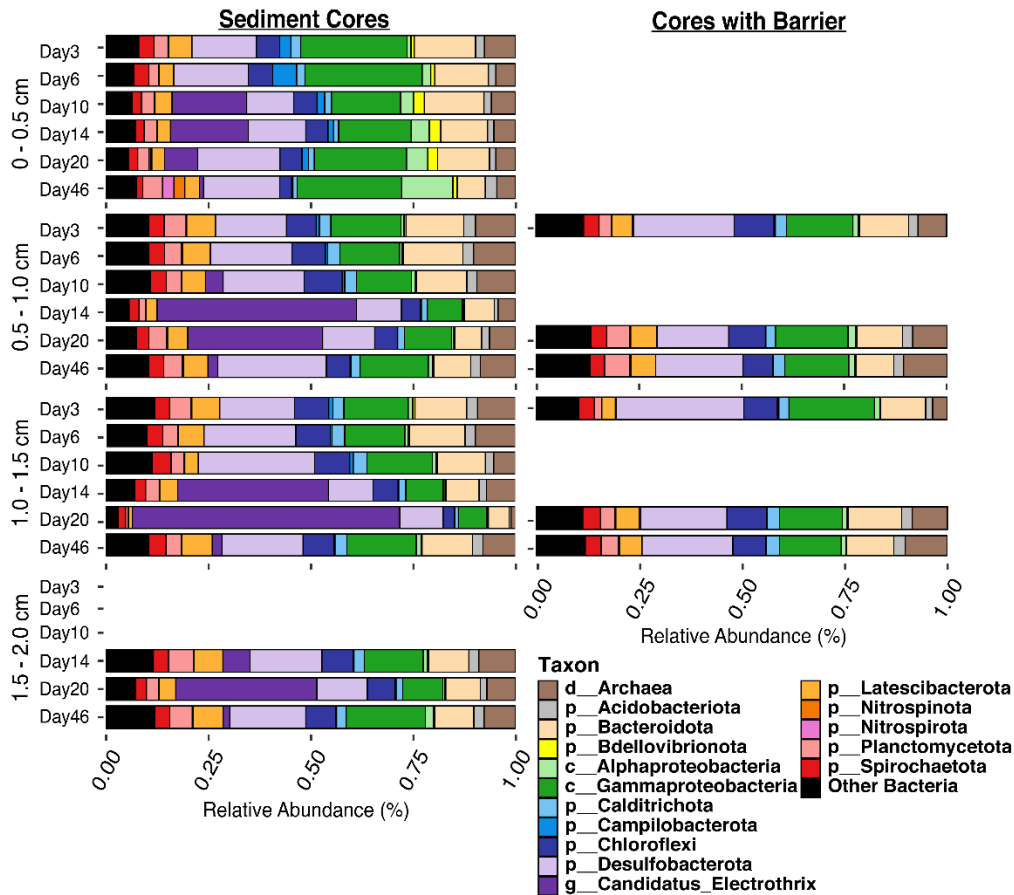 Sediment Cores
Cores with Barrier
0 - 0.5 cm
Day3
Day6
Day10
Day14
Day20
Day46
0.5 - 1.0 cm
Day3
Day6
Day10
Day14
Day20
Day46
1.0 - 1.5 cm
Day3
Day6
Day10
Day14
Day20
Day46
1.5 - 2.0 cm
Day3
Day6
Day10
Day14
Day20
Day46
0.00 0.25 0.50 0.75 1.00
Relative Abundance (%)
0.00 0.25 0.50 0.75 1.00
Relative Abundance (%)
Taxon
d__Archaea
p__Acidobacteriota
p__Bacteroidota
p__Bdellovibrionota
c__Alphaproteobacteria
c__Gammaproteobacteria
p__Calditrichota
p__Campilobacterota
p__Chloroflexi
p__Desulfobacterota
g__Candidatus_Electrothrix
p__Latescibacterota
p__Nitrospinota
p__Nitrospirota
p__Planctomycetota
p__Spirochaetota
Other Bacteria